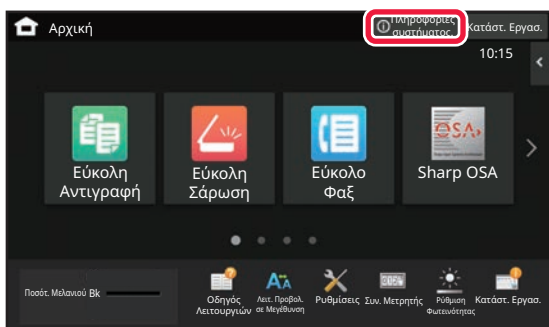 Αρχική
Πληροφορίες
συστήματος.
Κατάστ. Εργασ.
10:15
Εύκολη
Αντιγραφή
Εύκολη
Σάρωση
Εύκολο
Φαξ
OSA
Sharp OSA
Ποσότ. Μελανιού Bk
Οδηγός
Λειτουργιών
Λειτ. Προβολ.
σε Μεγέθυνση
Ρυθμίσεις
Συν. Μετρητής
Ρύθμιση
Φωτεινότητας
Κατάστ. Εργασ.